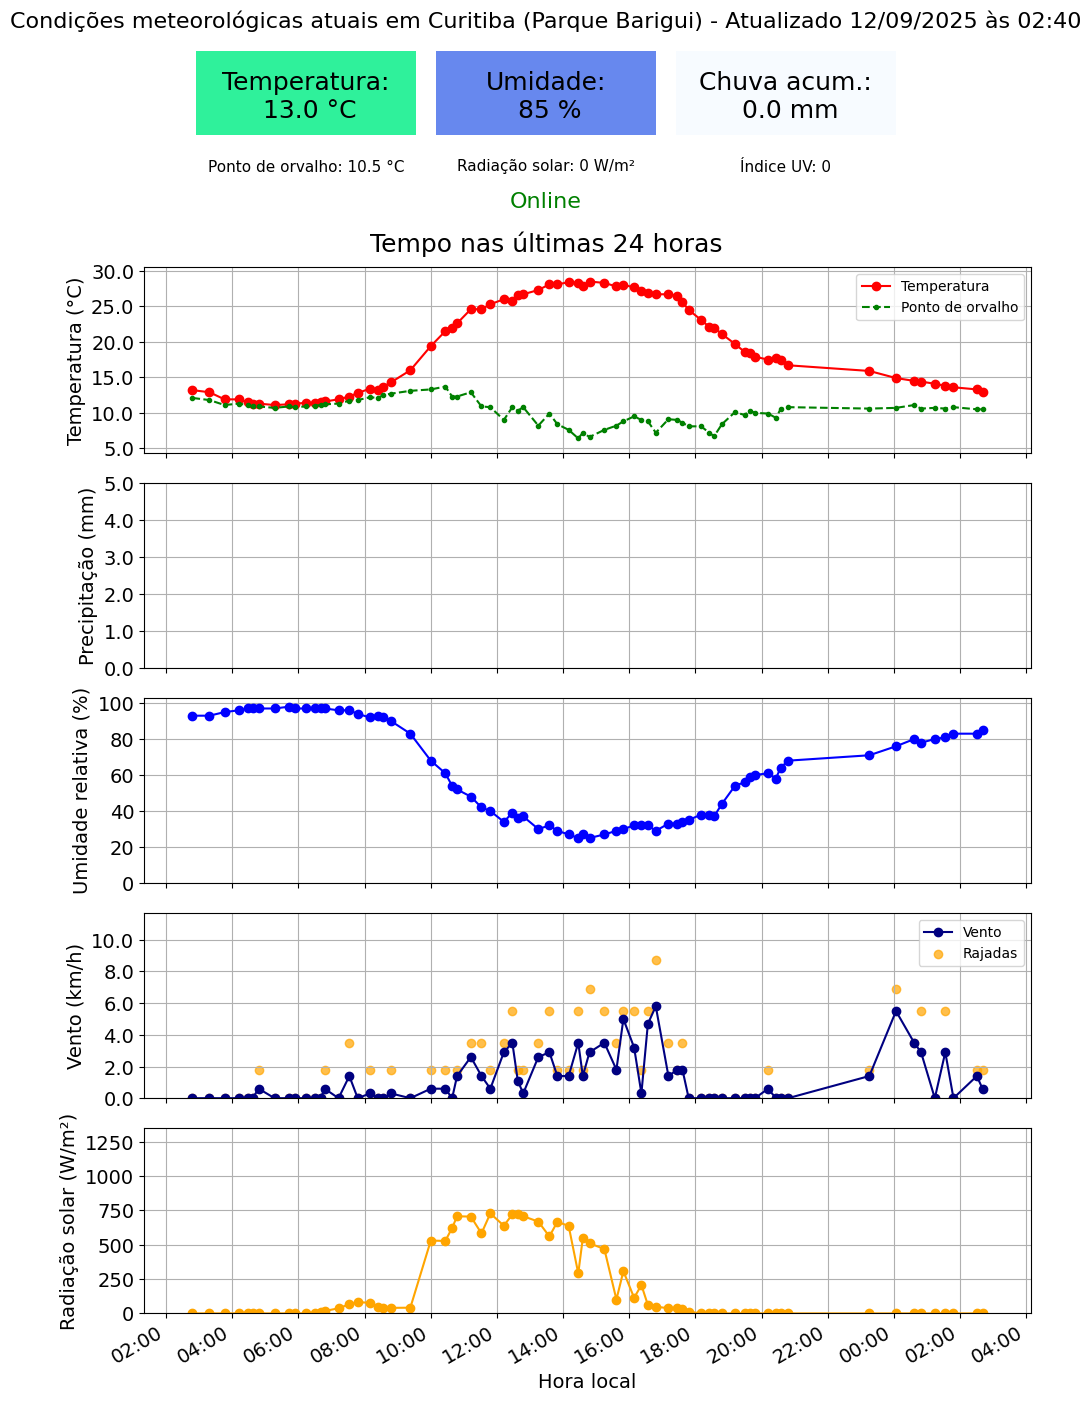 Condições meteorológicas atuais em Curitiba (Parque Barigui) - Atualizado 12/09/2025 às 02:40
Temperatura:
13.0 °C
Umidade:
85 %
Chuva acum.:
0.0 mm
Ponto de orvalho: 10.5 °C
Radiação solar: 0 W/m²
Índice UV: 0
Online
Tempo nas últimas 24 horas
Temperatura (°C)
30.0
25.0
20.0
15.0
10.0
5.0
Temperatura
Ponto de orvalho
Precipitação (mm)
5.0
4.0
3.0
2.0
1.0
0.0
Umidade relativa (%)
100
80
60
40
20
0
Vento (km/h)
10.0
8.0
6.0
4.0
2.0
0.0
Vento
Rajadas
Radiação solar (W/m²)
1250
1000
750
500
250
0
02:00
04:00
06:00
08:00
10:00
12:00
14:00
16:00
18:00
20:00
22:00
00:00
02:00
04:00
Hora local